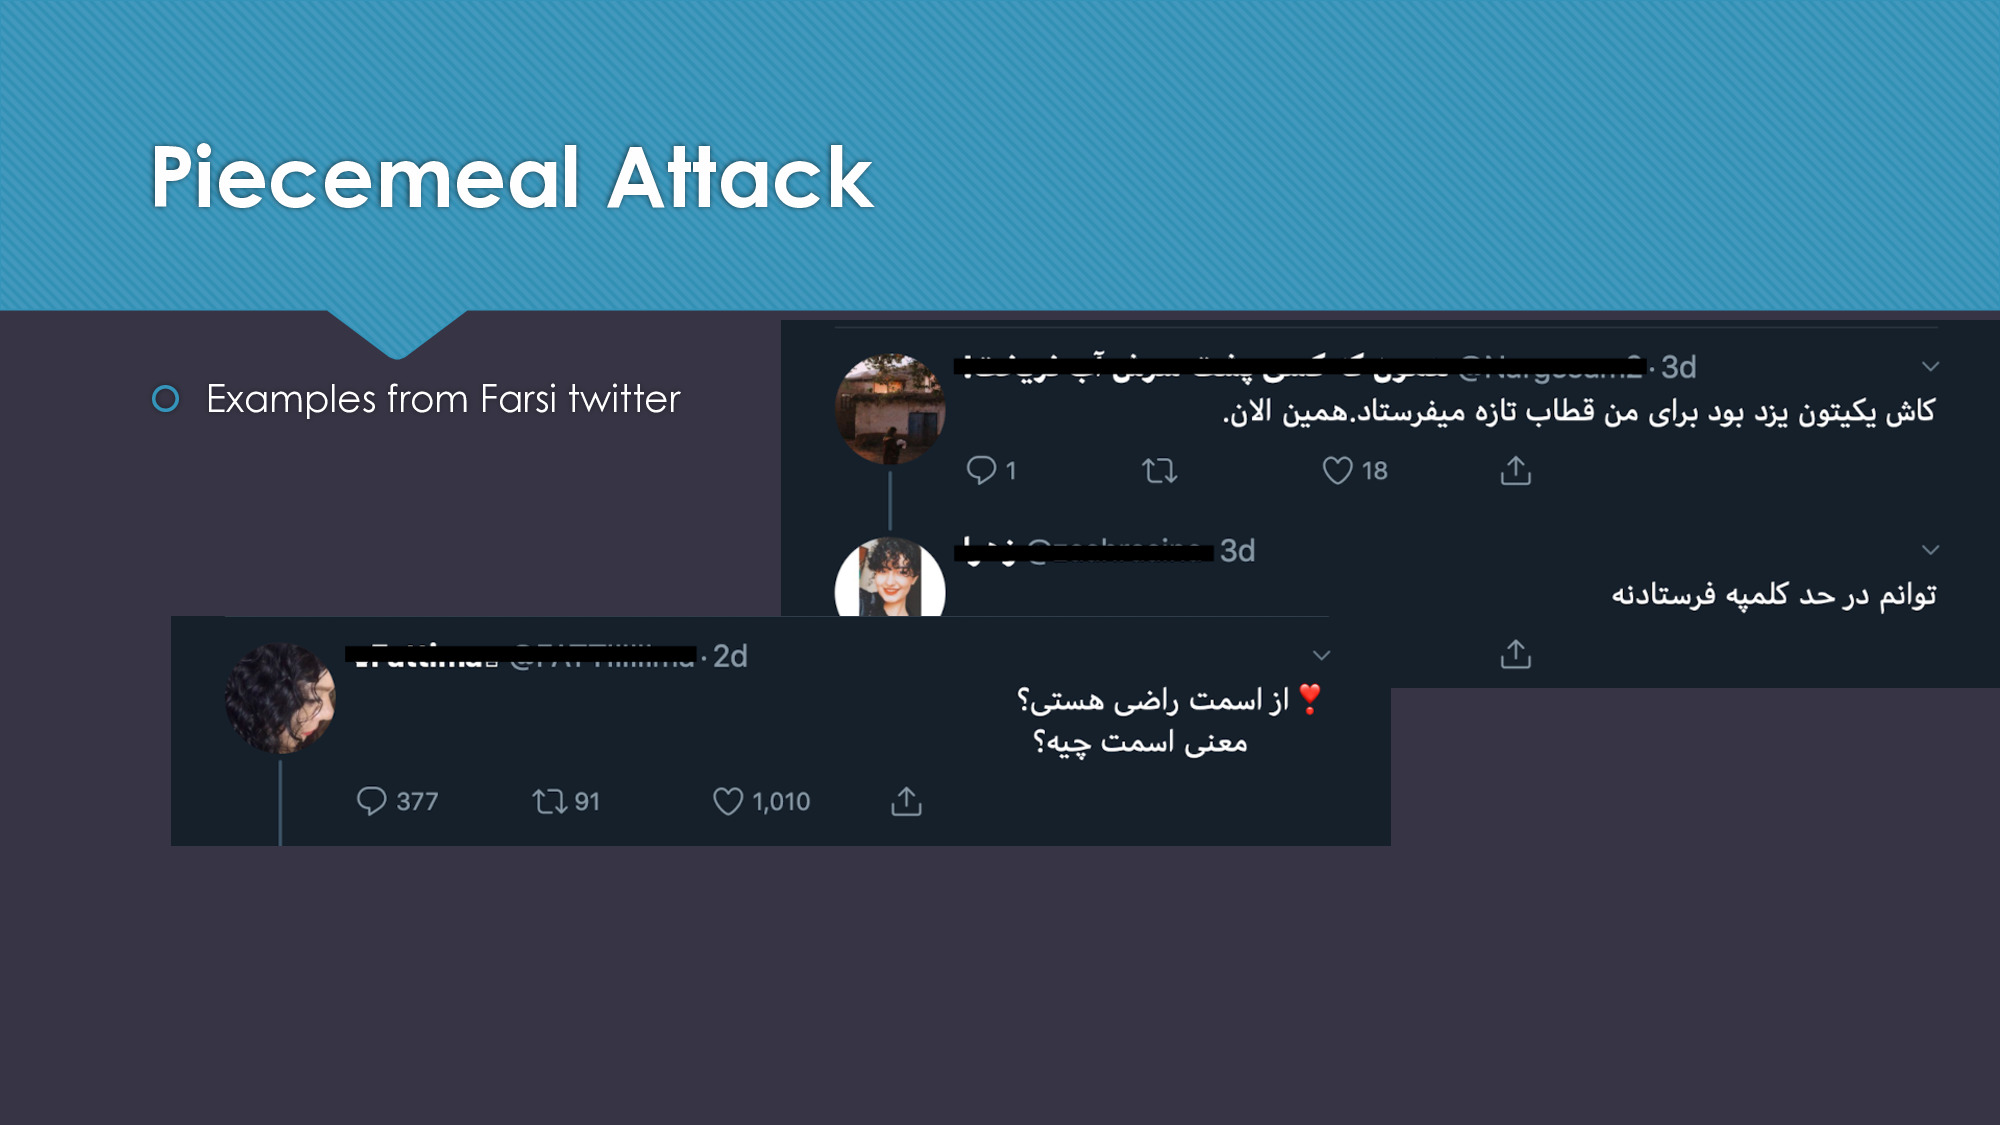 Piecemeal Attack
Examples from Farsi twitter
3d
کاش یکیتون یزد بود برای من قطاب تازه میفرستاد.همین الان.
1 18
3d
توانم در حد کلمپه فرستادنه
2d
❣️ از اسمت راضی هستی؟
معنی اسمت چیه؟
377 91 1,010